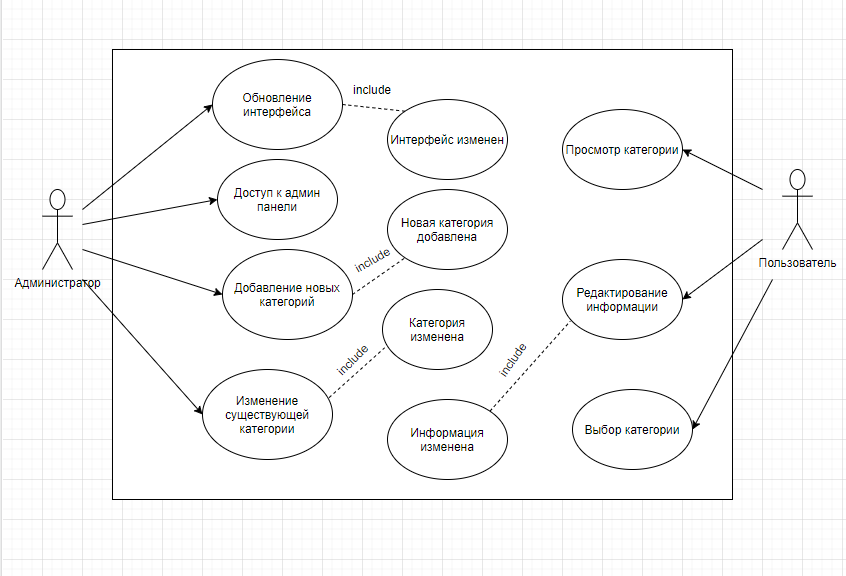 Обновление
интерфейса
include
Интерфейс изменен
Просмотр категории
Доступ к админ
панели
Новая категория
добавлена
Администратор
Пользователь
include
Добавление новых
категорий
Редактирование
информации
Категория
изменена
include
include
Изменение
существующей
категории
Информация
изменена
Выбор категории